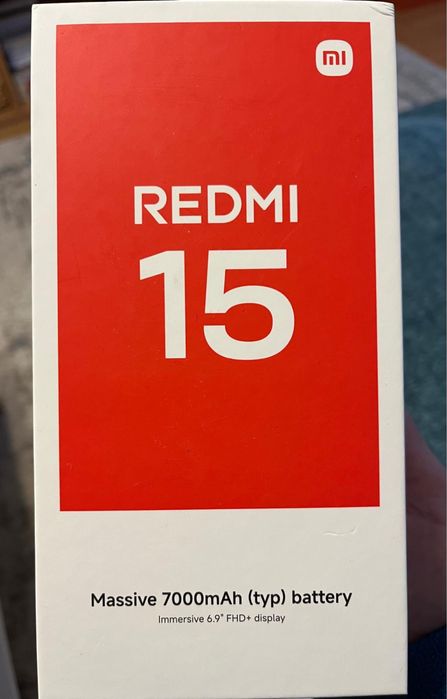 mi
REDMI
15
Massive 7000mAh (typ) battery
Immersive 6.9" FHD+ display